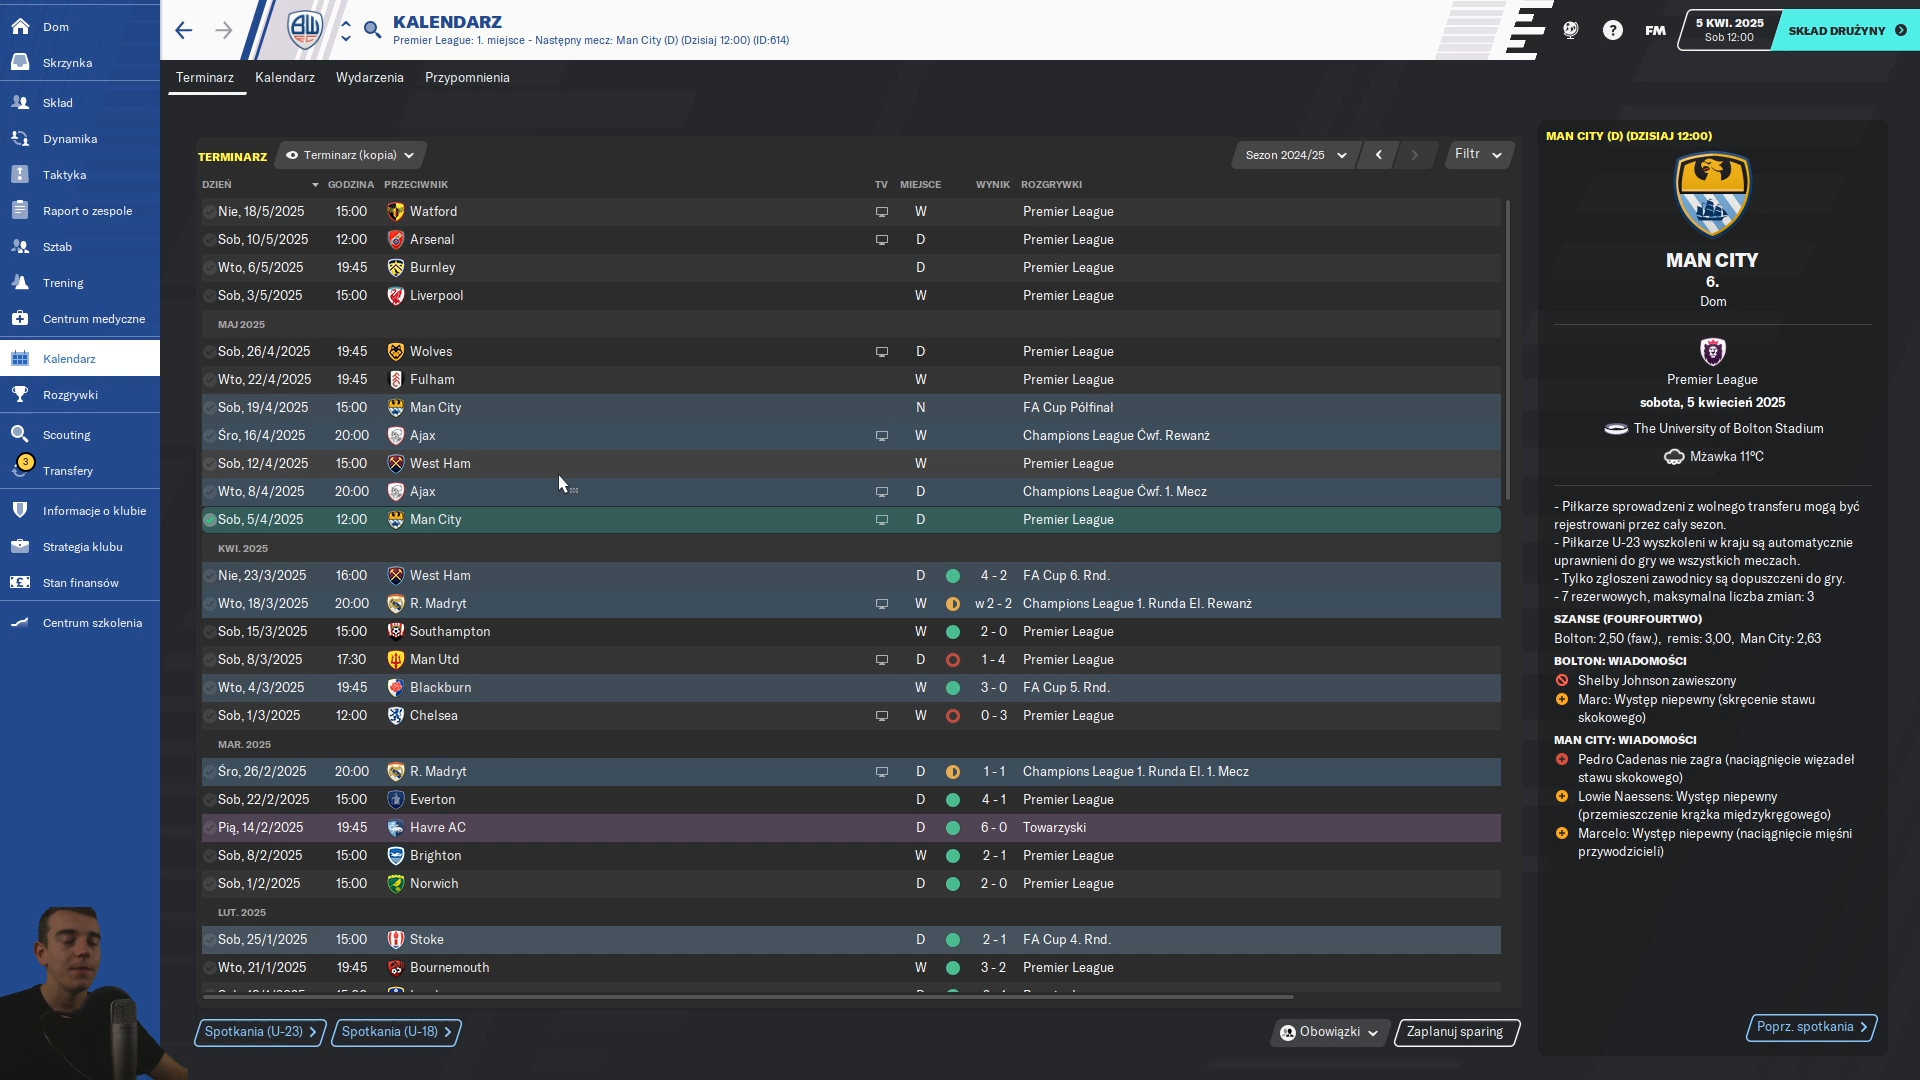 Dom
Skrzynka
Skład
Dynamika
Taktyka
Raport o zespole
Sztab
Trening
Centrum medyczne
Kalendarz
Rozgrywki
Scouting
3
Transfery
Informacje o klubie
Strategia klubu
Stan finansów
Centrum szkolenia
KALENDARZ
Premier League: 1. miejsce - Następny mecz: Man City (D) (Dzisiaj 12:00) (ID:614)
FM
5 KWI. 2025
Sob 12:00
SKŁAD DRUŻYNY
Terminarz Kalendarz Wydarzenia Przypomnienia
TERMINARZ Terminarz (kopia) Sezon 2024/25 Filtr
DZIEŃ GODZINA PRZECIWNIK TV MIEJSCE WYNIK ROZGRYWKI
Nie, 18/5/2025 15:00 Watford W Premier League
Sob, 10/5/2025 12:00 Arsenal D Premier League
Wto, 6/5/2025 19:45 Burnley D Premier League
Sob, 3/5/2025 15:00 Liverpool W Premier League
MAJ 2025
Sob, 26/4/2025 19:45 Wolves D Premier League
Wto, 22/4/2025 19:45 Fulham W Premier League
Sob, 19/4/2025 15:00 Man City N FA Cup Półfinał
Śro, 16/4/2025 20:00 Ajax W Champions League Ćwf. Rewanż
Sob, 12/4/2025 15:00 West Ham W Premier League
Wto, 8/4/2025 20:00 Ajax D Champions League Ćwf. 1. Mecz
Sob, 5/4/2025 12:00 Man City D Premier League
KWI. 2025
Nie, 23/3/2025 16:00 West Ham D 4 - 2 FA Cup 6. Rnd.
Wto, 18/3/2025 20:00 R. Madryt W w 2 - 2 Champions League 1. Runda El. Rewanż
Sob, 15/3/2025 15:00 Southampton W 2 - 0 Premier League
Sob, 8/3/2025 17:30 Man Utd D 1 - 4 Premier League
Wto, 4/3/2025 19:45 Blackburn W 3 - 0 FA Cup 5. Rnd.
Sob, 1/3/2025 12:00 Chelsea W 0 - 3 Premier League
MAR. 2025
Śro, 26/2/2025 20:00 R. Madryt D 1 - 1 Champions League 1. Runda El. 1. Mecz
Sob, 22/2/2025 15:00 Everton D 4 - 1 Premier League
Pią, 14/2/2025 19:45 Havre AC D 6 - 0 Towarzyski
Sob, 8/2/2025 15:00 Brighton W 2 - 1 Premier League
Sob, 1/2/2025 15:00 Norwich D 2 - 0 Premier League
LUT. 2025
Sob, 25/1/2025 15:00 Stoke D 2 - 1 FA Cup 4. Rnd.
Wto, 21/1/2025 19:45 Bournemouth W 3 - 2 Premier League
Spotkania (U-23) Spotkania (U-18) Obowiązki Zaplanuj sparing
MAN CITY (D) (DZISIAJ 12:00)
MAN CITY
6.
Dom
Premier League
sobota, 5 kwiecień 2025
The University of Bolton Stadium
Mżawka 11°C
- Piłkarze sprowadzeni z wolnego transferu mogą być
rejestrowani przez cały sezon.
- Piłkarze U-23 wyszkoleni w kraju są automatycznie
uprawnieni do gry we wszystkich meczach.
- Tylko zgłoszeni zawodnicy są dopuszczeni do gry.
- 7 rezerwowych, maksymalna liczba zmian: 3
SZANSE (FOURFOURTWO)
Bolton: 2,50 (faw.), remis: 3,00, Man City: 2,63
BOLTON: WIADOMOŚCI
Shelby Johnson zawieszony
Marc: Występ niepewny (skręcenie stawu
skokowego)
MAN CITY: WIADOMOŚCI
Pedro Cadenas nie zagra (naciągnięcie więzadeł
stawu skokowego)
Lowie Naessens: Występ niepewny
(przemieszczenie krążka międzykręgowego)
Marcelo: Występ niepewny (naciągnięcie mięśni
przywodzicieli)
Poprz. spotkania